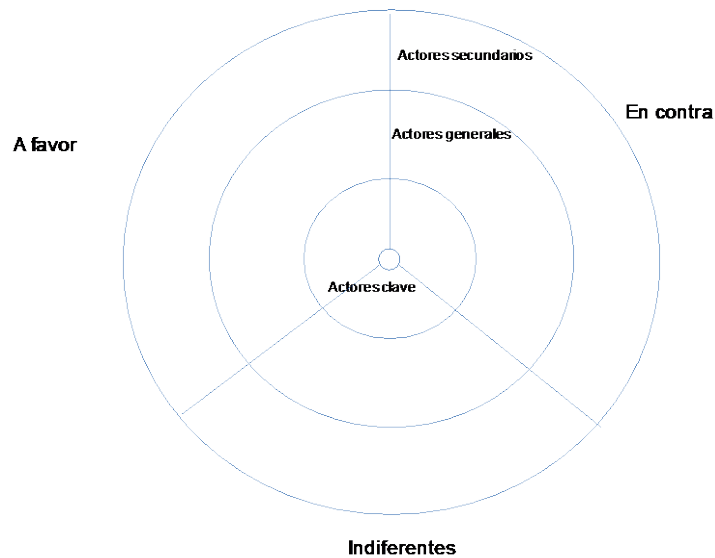 Actores secundarios
En contra
Actores generales
A favor
Actores clave
Indiferentes